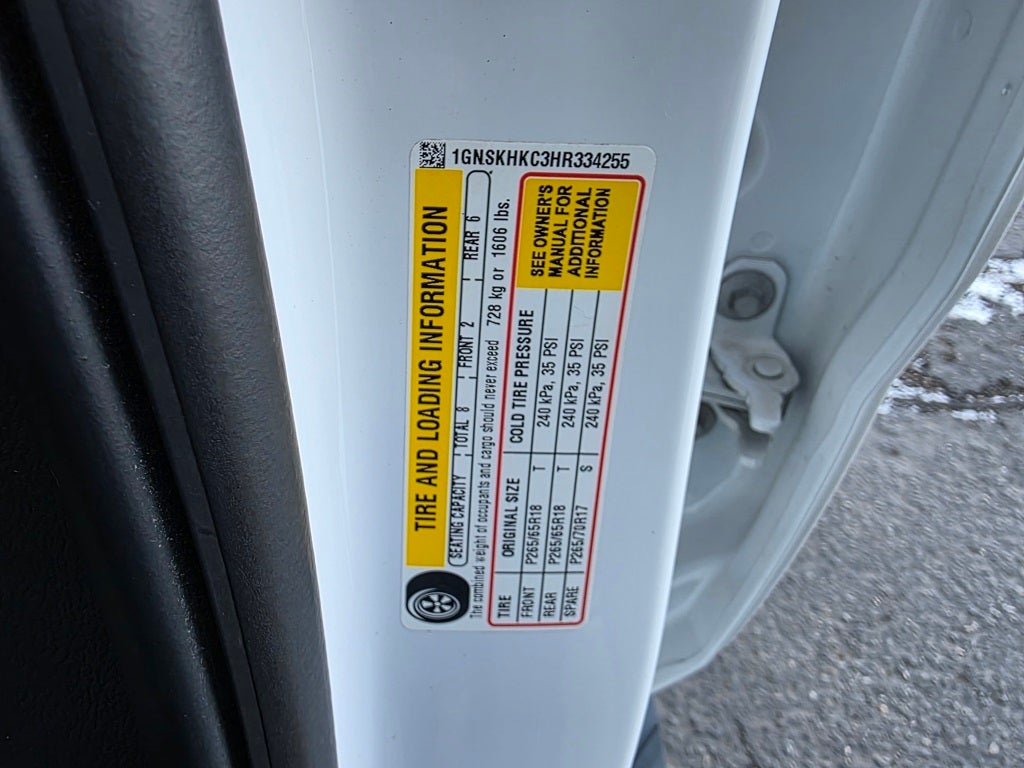 1GNSKHKC3HR334255
TIRE AND LOADING INFORMATION
SEATING CAPACITY TOTAL 8 FRONT 2 REAR 6
The combined weight of occupants and cargo should never exceed 728 kg or 1606 lbs.
TIRE ORIGINAL SIZE COLD TIRE PRESSURE
FRONT P265/65R18 T 240 kPa, 35 PSI
REAR P265/65R18 T 240 kPa, 35 PSI
SPARE P265/70R17 S 240 kPa, 35 PSI
SEE OWNER'S
MANUAL FOR
ADDITIONAL
INFORMATION